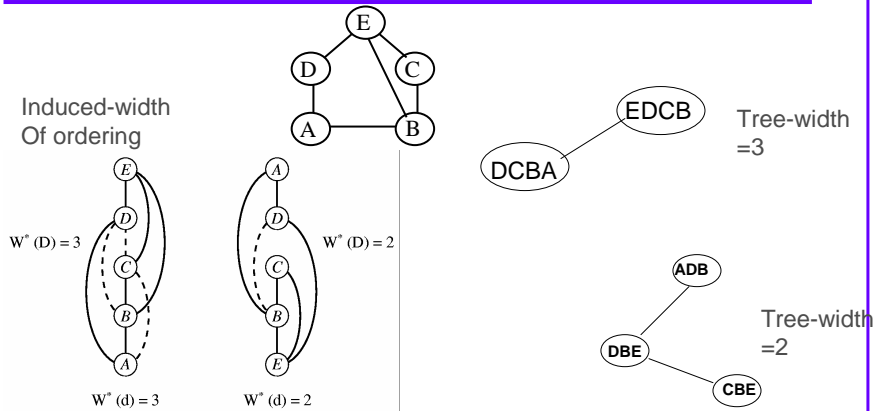 E
D
C
A
B
Induced-width
Of ordering
E
D
C
B
A
W* (D) = 3
W* (d) = 3
A
D
C
B
E
W* (D) = 2
W* (d) = 2
EDCB
DCBA
Tree-width
=3
ADB
DBE
CBE
Tree-width
=2